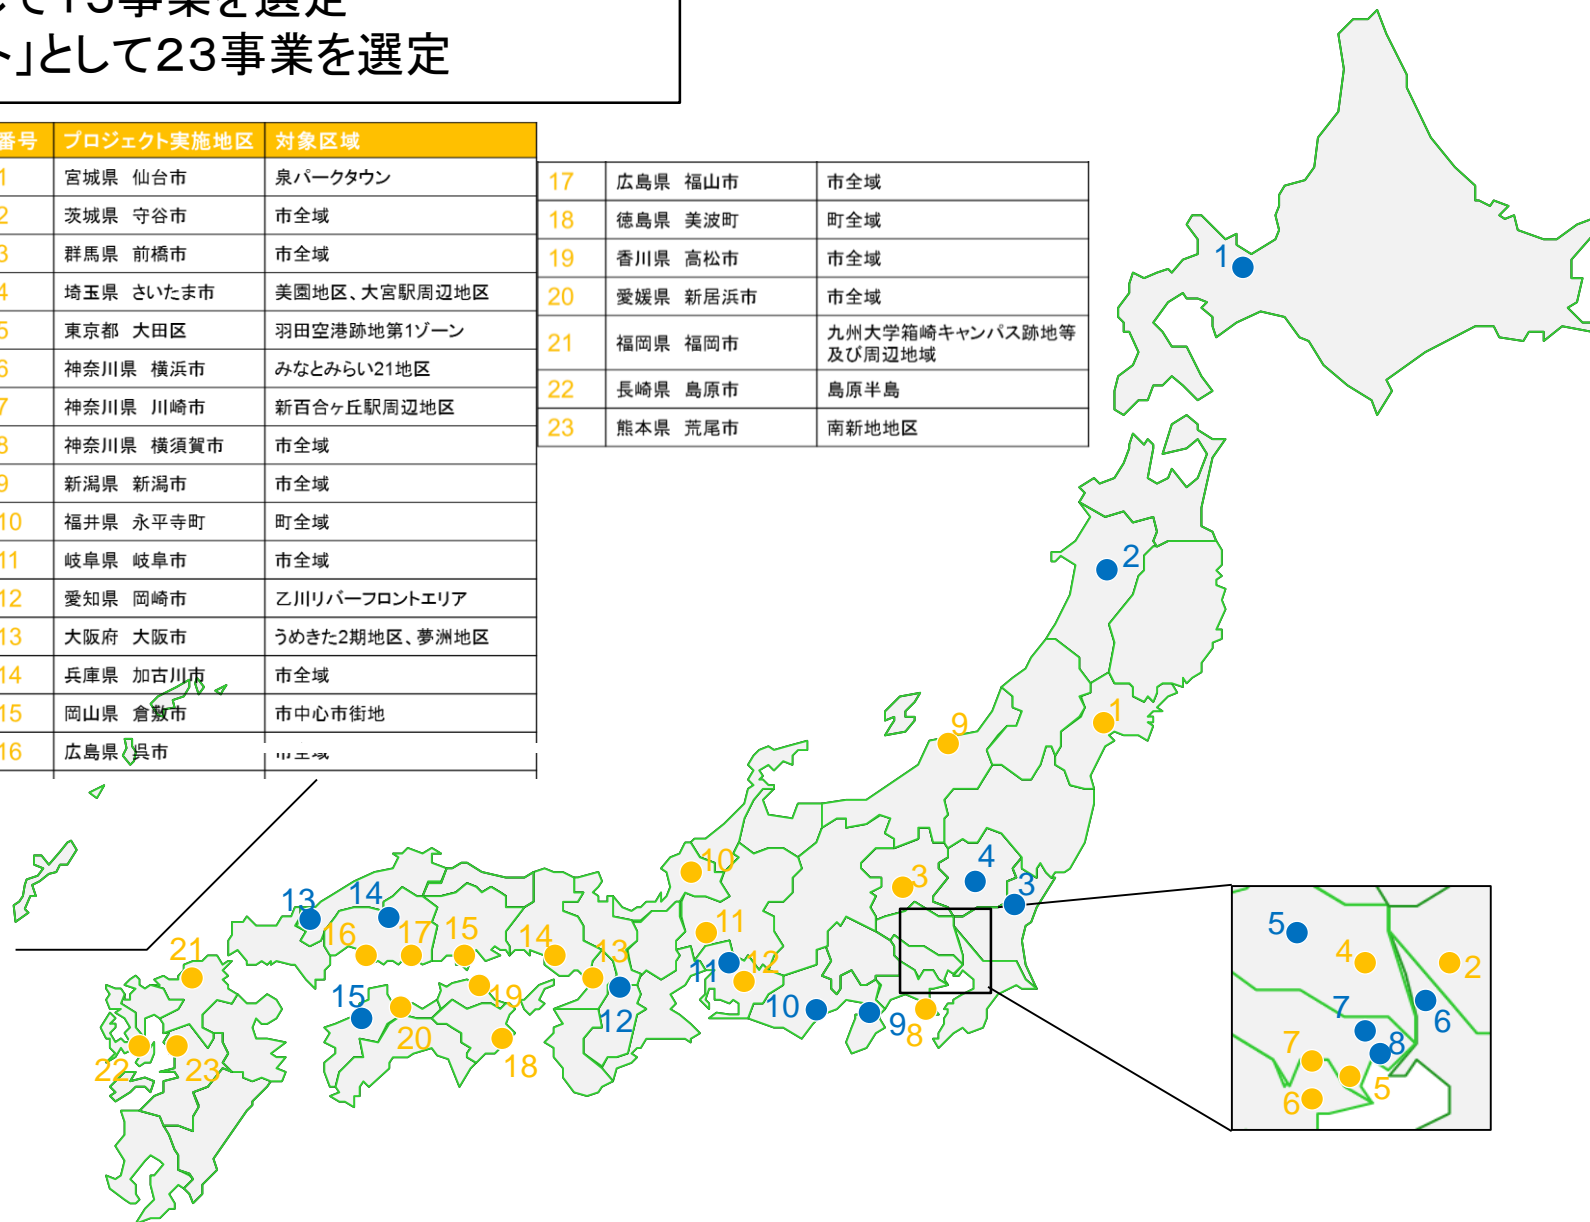 して15事業を選定
ト」として23事業を選定
番号 プロジェクト実施地区 対象区域
1 宮城県 仙台市 泉パークタウン
2 茨城県 守谷市 市全域
3 群馬県 前橋市 市全域
4 埼玉県 さいたま市 美園地区、大宮駅周辺地区
5 東京都 大田区 羽田空港跡地第1ゾーン
6 神奈川県 横浜市 みなとみらい21地区
7 神奈川県 川崎市 新百合ヶ丘駅周辺地区
8 神奈川県 横須賀市 市全域
9 新潟県 新潟市 市全域
10 福井県 永平寺町 町全域
11 岐阜県 岐阜市 市全域
12 愛知県 岡崎市 乙川リバーフロントエリア
13 大阪府 大阪市 うめきた2期地区、夢洲地区
14 兵庫県 加古川市 市全域
15 岡山県 倉敷市 市中心市街地
16 広島県 呉市 市全域
17 広島県 福山市 市全域
18 徳島県 美波町 町全域
19 香川県 高松市 市全域
20 愛媛県 新居浜市 市全域
21 福岡県 福岡市 九州大学箱崎キャンパス跡地等
及び周辺地域
22 長崎県 島原市 島原半島
23 熊本県 荒尾市 南新地地区
1
2
1
9
10
4
3
3
13
14
16
17
15
14
13
11
11
12
21
15
19
12
10
9
8
20
18
22
23
5
4
2
7
6
7
8
5
6